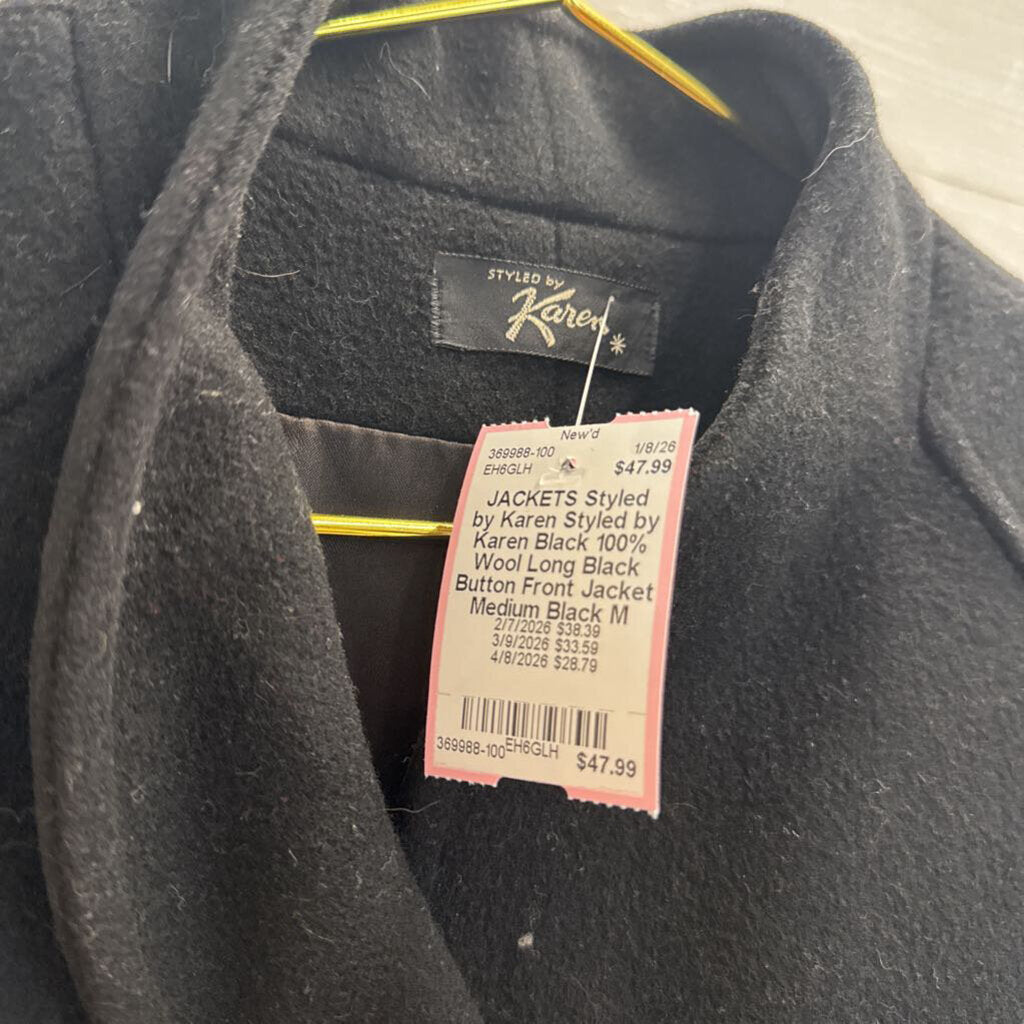 STYLED by
Karen
New'd
369988-100 1/8/26
EH6GLH $47.99
JACKETS Styled
by Karen Styled by
Karen Black 100%
Wool Long Black
Button Front Jacket
Medium Black M
2/7/2026 $38.39
3/9/2026 $33.59
4/8/2026 $28.79
369988-100 EH6GLH $47.99